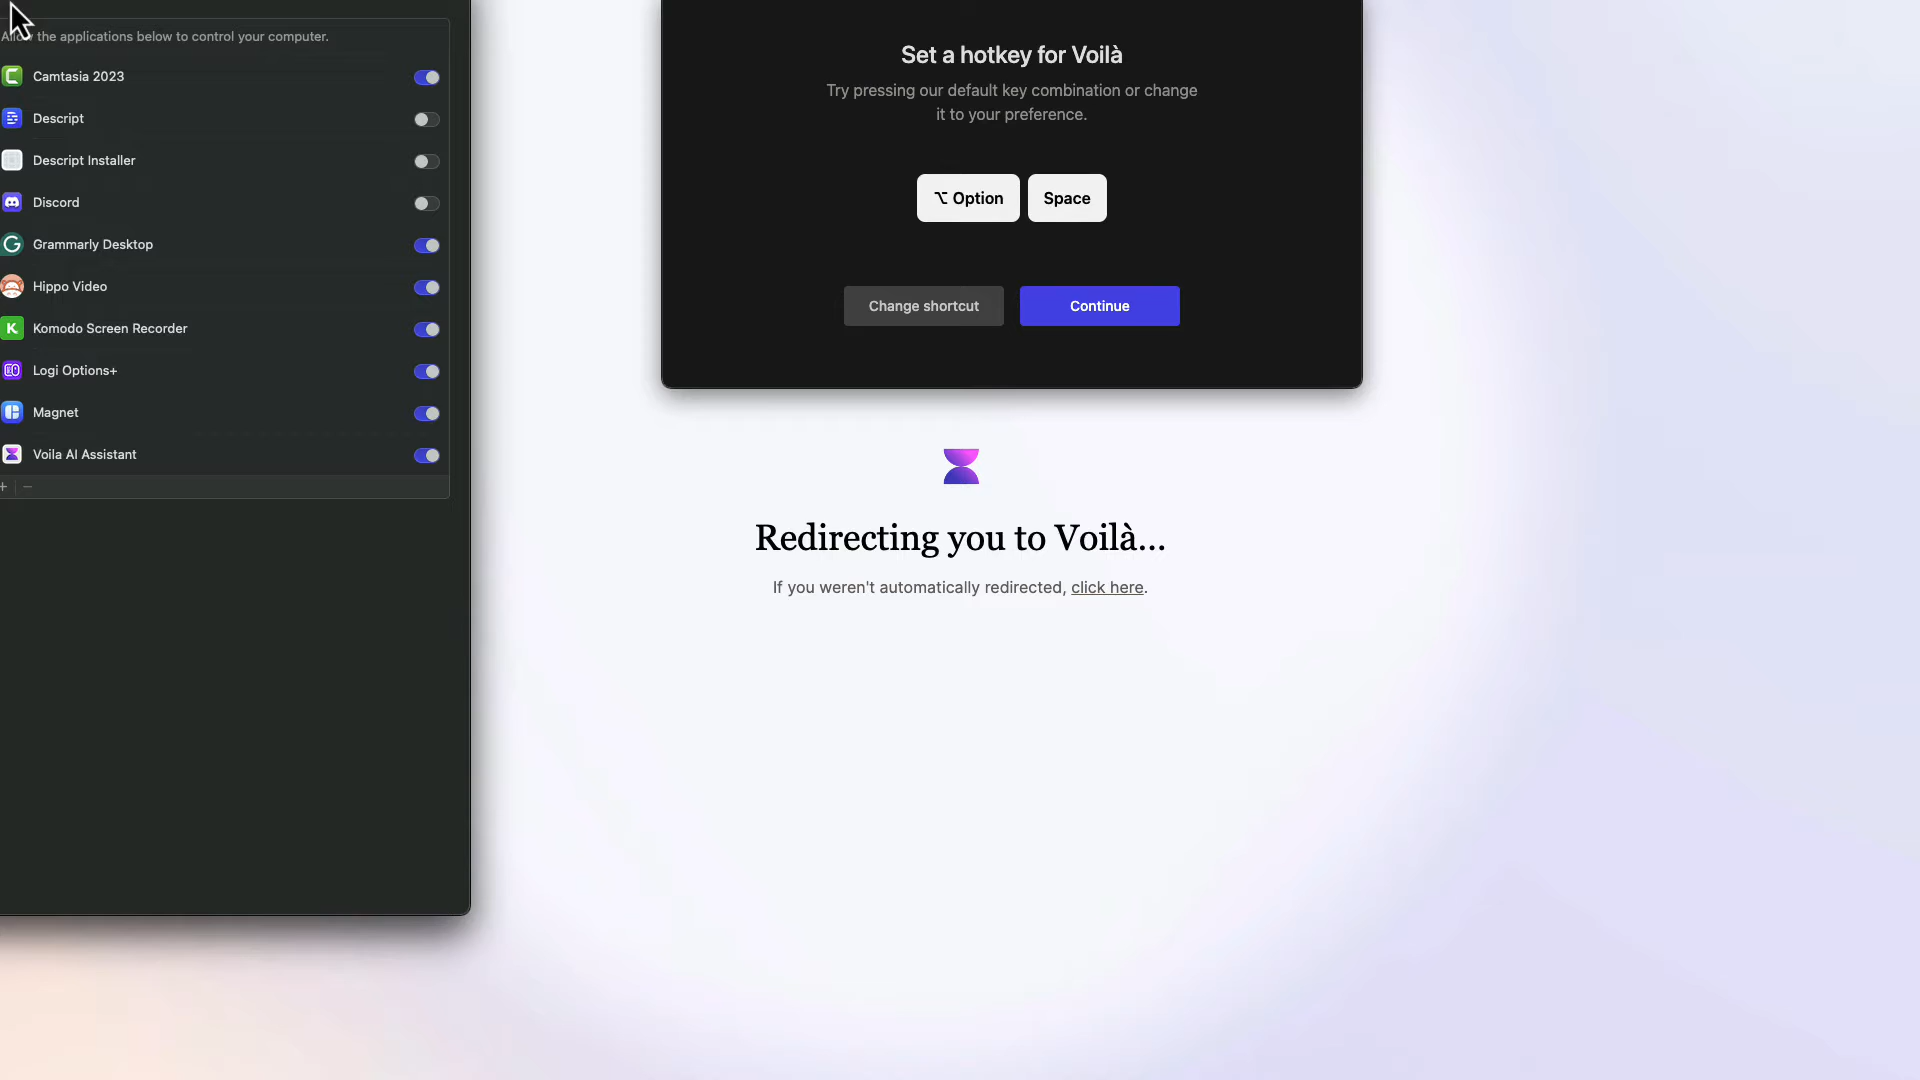 Allow the applications below to control your computer.
Camtasia 2023
Descript
Descript Installer
Discord
Grammarly Desktop
Hippo Video
Komodo Screen Recorder
Logi Options+
Magnet
Voila AI Assistant
Set a hotkey for Voilà
Try pressing our default key combination or change
it to your preference.
⌥ Option Space
Change shortcut Continue
Redirecting you to Voilà...
If you weren't automatically redirected, click here.